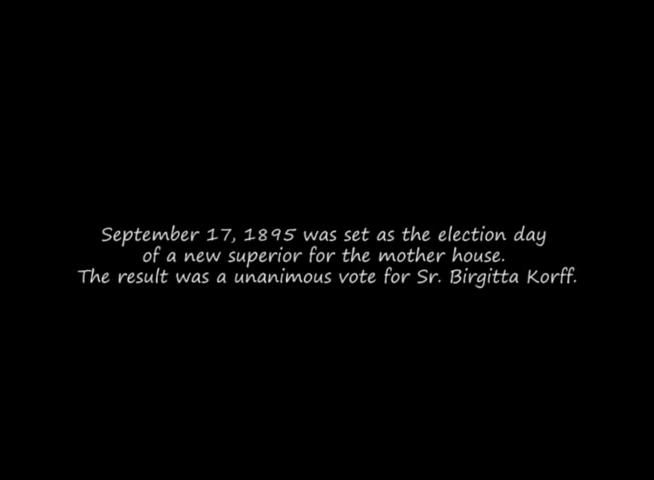 September 17, 1895 was set as the election day
of a new superior for the mother house.
The result was a unanimous vote for Sr. Birgitta Korff.